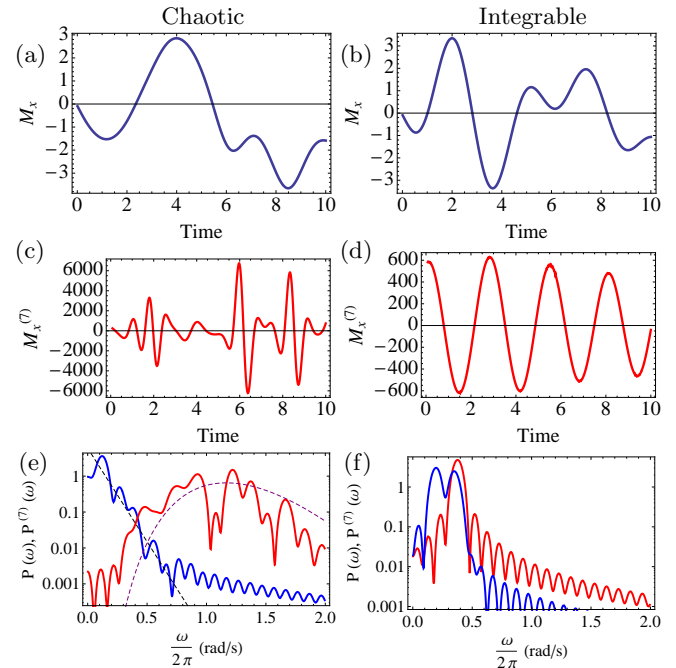 Chaotic Integrable
(a) (b)
3 2 1 0 −1 −2 −3
M_x
0 2 4 6 8 10
Time
3 2 1 0 −1 −2 −3
M_x
0 2 4 6 8 10
Time
(c) (d)
6000 4000 2000 0 −2000 −4000 −6000
M_x^(7)
0 2 4 6 8 10
Time
600 400 200 0 −200 −400 −600
M_x^(7)
0 2 4 6 8 10
Time
(e) (f)
1 0.1 0.01 0.001
P (ω), P^(7) (ω)
0.0 0.5 1.0 1.5 2.0
ω/2π (rad/s)
1 0.1 0.01 0.001
P (ω), P^(7) (ω)
0.0 0.5 1.0 1.5 2.0
ω/2π (rad/s)